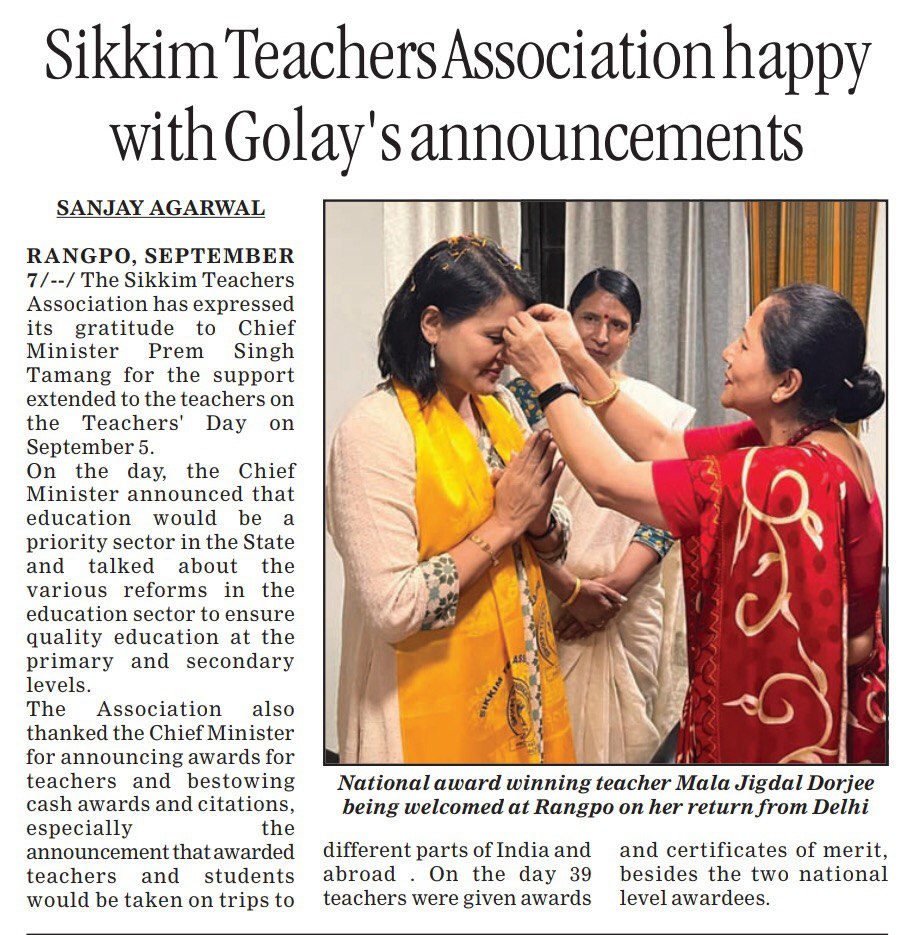 Sikkim Teachers Association happy
with Golay's announcements
SANJAY AGARWAL
RANGPO, SEPTEMBER
7/--/ The Sikkim Teachers
Association has expressed
its gratitude to Chief
Minister Prem Singh
Tamang for the support
extended to the teachers on
the Teachers' Day on
September 5.
On the day, the Chief
Minister announced that
education would be a
priority sector in the State
and talked about the
various reforms in the
education sector to ensure
quality education at the
primary and secondary
levels.
The Association also
thanked the Chief Minister
for announcing awards for
teachers and bestowing
cash awards and citations,
especially the
announcement that awarded
teachers and students
would be taken on trips to
SIKKIM
National award winning teacher Mala Jigdal Dorjee
being welcomed at Rangpo on her return from Delhi
different parts of India and
abroad . On the day 39
teachers were given awards
and certificates of merit,
besides the two national
level awardees.